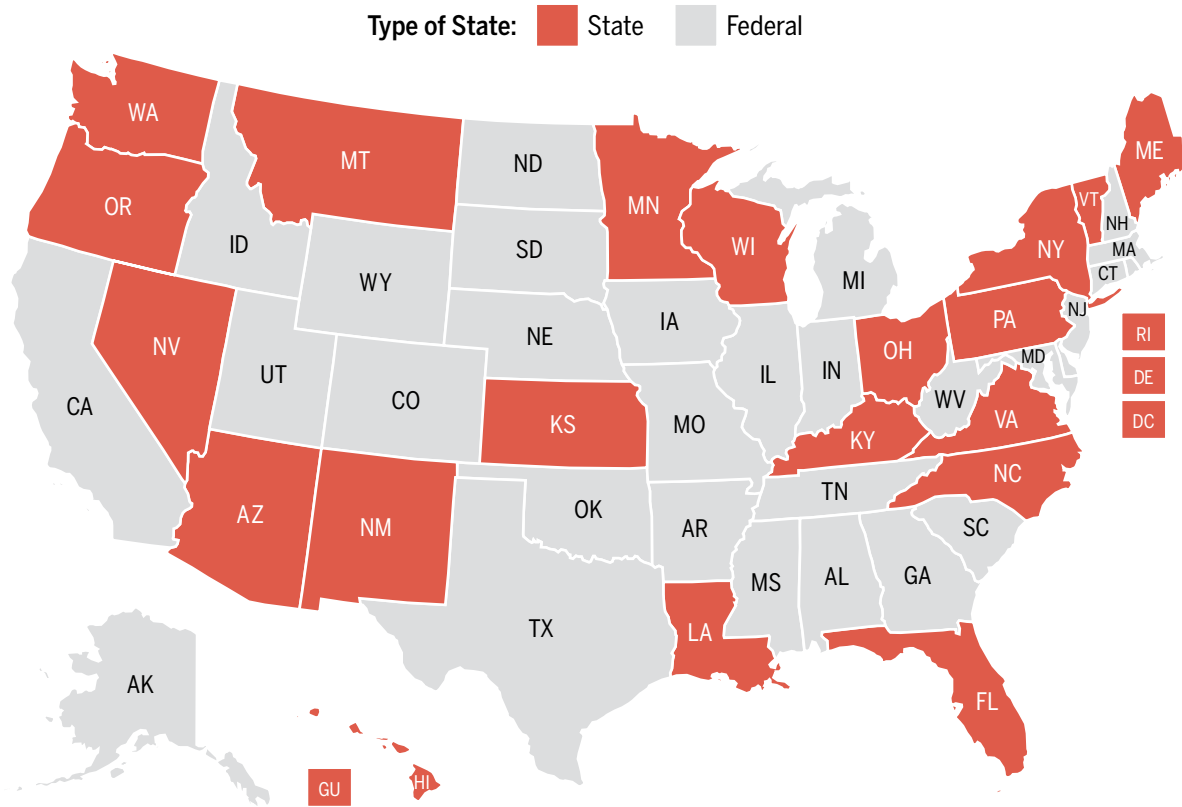 Type of State: State Federal
WA
MT
ND
MN
ME
OR
ID
SD
WI
VT
NH
NY
MA
WY
MI
CT
IA
NE
PA
NJ
NV
OH
RI
UT
IL
IN
MD
CO
WV
DE
CA
KS
MO
KY
VA
DC
NC
TN
AZ
NM
OK
AR
SC
MS
AL
GA
TX
LA
AK
FL
GU
HI